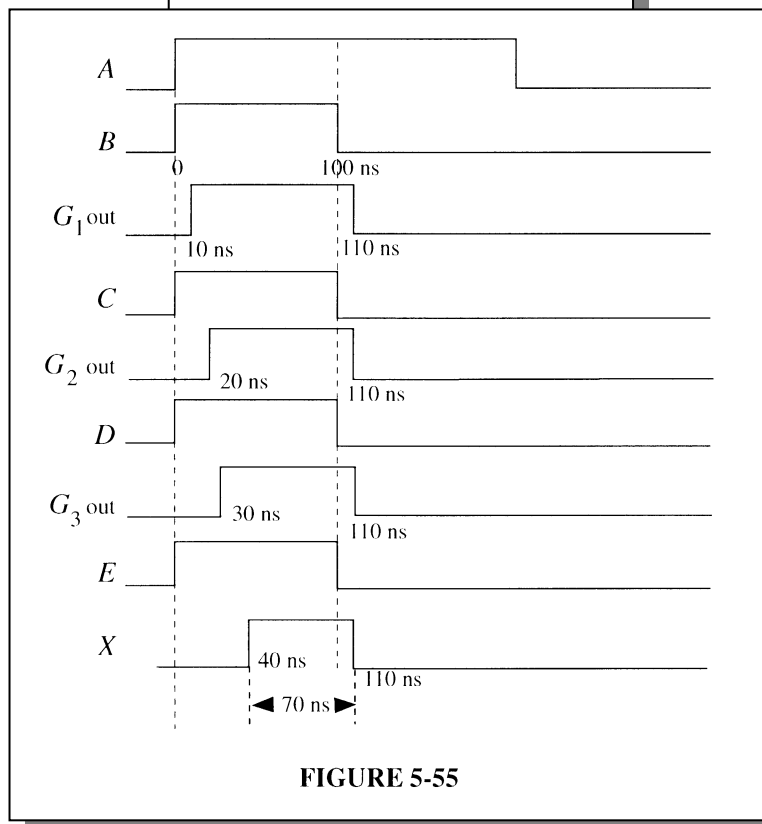 A
B
0 100 ns
G1 out
10 ns 110 ns
C
G2 out
20 ns 110 ns
D
G3 out
30 ns 110 ns
E
X
40 ns 110 ns
70 ns
FIGURE 5-55